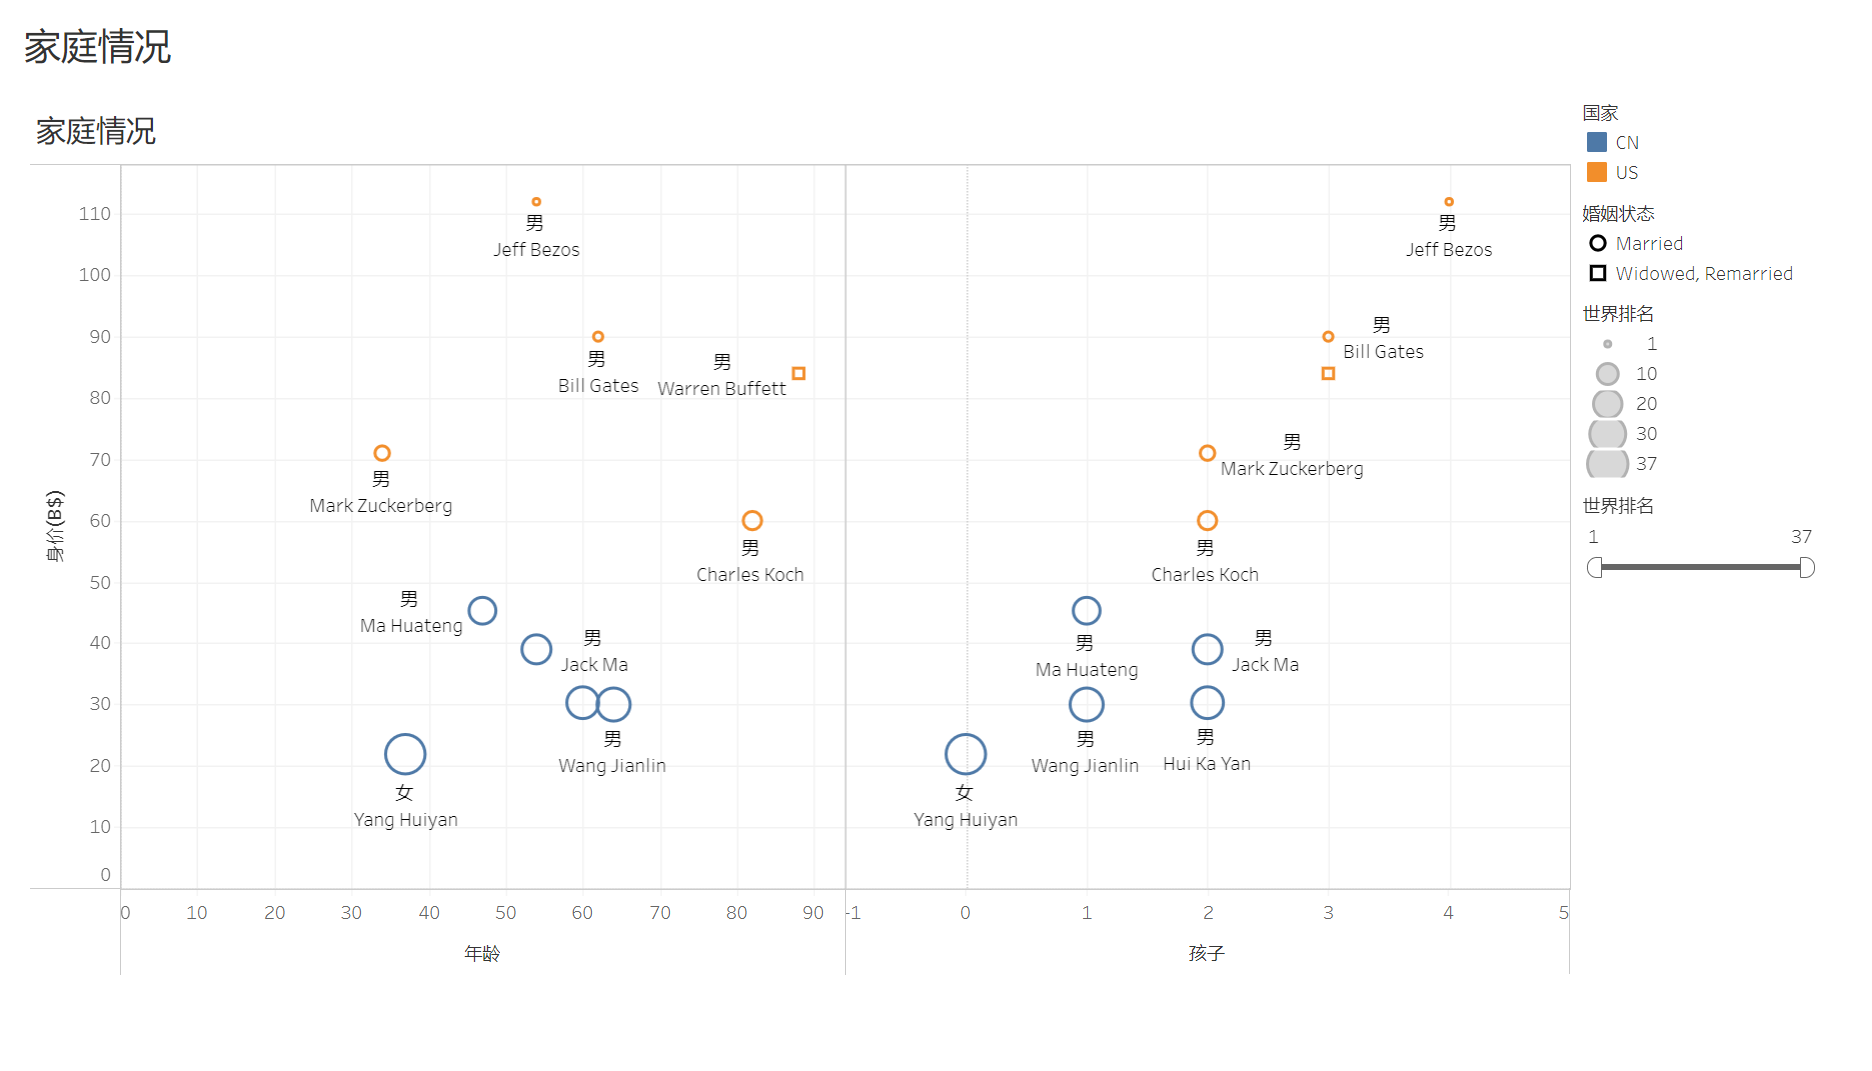 家庭情况
家庭情况
110
100
90
80
70
60
50
40
30
20
10
0
身价(B$)
男
Jeff Bezos
男
Bill Gates
男
Warren Buffett
男
Mark Zuckerberg
男
Charles Koch
男
Ma Huateng
男
Jack Ma
男
Wang Jianlin
女
Yang Huiyan
0 10 20 30 40 50 60 70 80 90
年龄
男
Jeff Bezos
男
Bill Gates
男
Mark Zuckerberg
男
Charles Koch
男
Ma Huateng
男
Jack Ma
男
Wang Jianlin
男
Hui Ka Yan
女
Yang Huiyan
-1 0 1 2 3 4 5
孩子
国家
CN
US
婚姻状态
Married
Widowed, Remarried
世界排名
1
10
20
30
37
世界排名
1 37